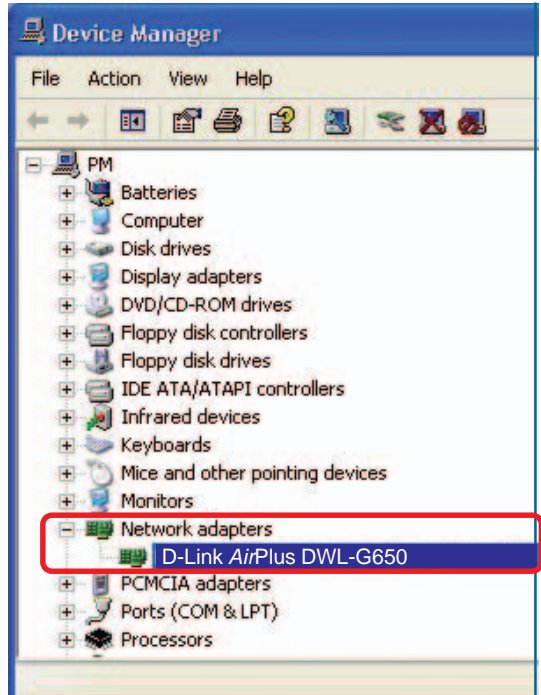 Device Manager
File Action View Help
PM
Batteries
Computer
Disk drives
Display adapters
DVD/CD-ROM drives
Floppy disk controllers
Floppy disk drives
IDE ATA/ATAPI controllers
Infrared devices
Keyboards
Mice and other pointing devices
Monitors
Network adapters
D-Link AirPlus DWL-G650
PCMCIA adapters
Ports (COM & LPT)
Processors